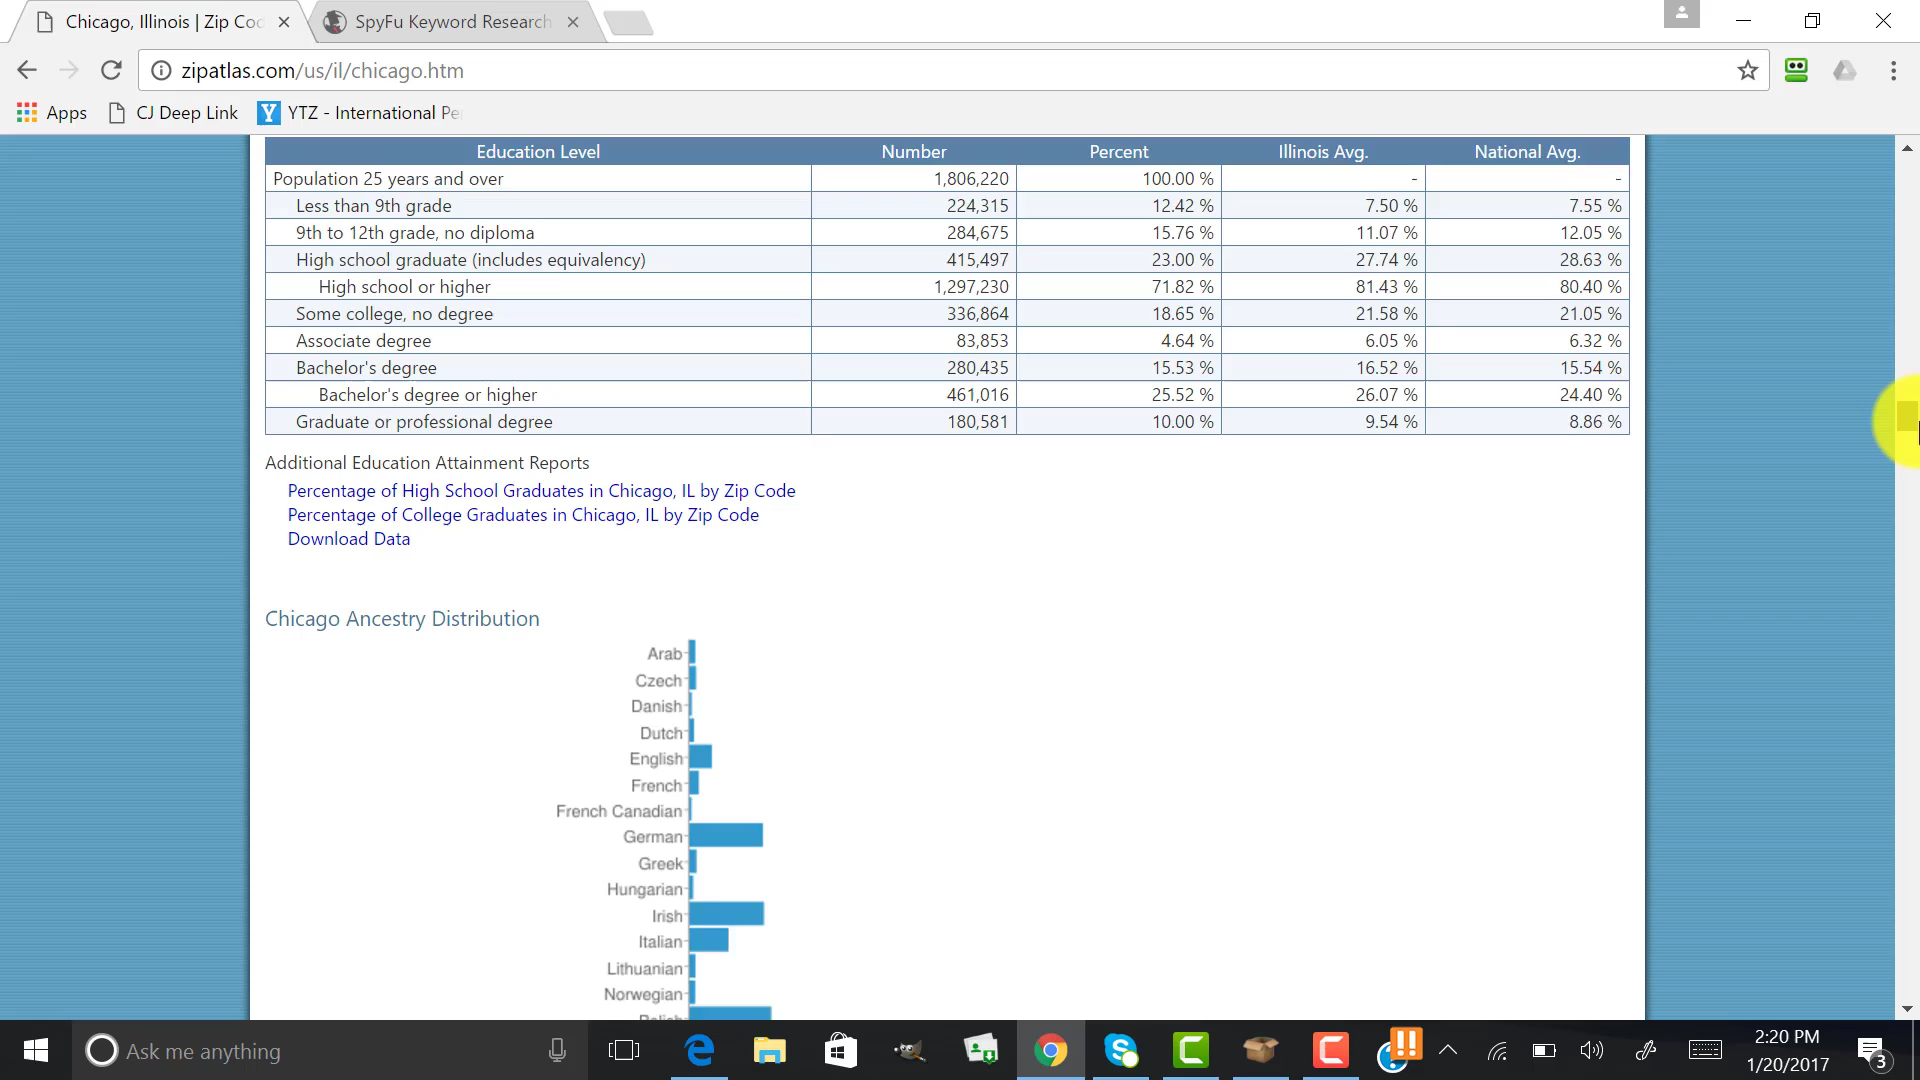 Chicago, Illinois | Zip Co
SpyFu Keyword Research
zipatlas.com/us/il/chicago.htm
Apps CJ Deep Link YTZ - International Pe
Education Level Number Percent Illinois Avg. National Avg.
Population 25 years and over 1,806,220 100.00 % - -
Less than 9th grade 224,315 12.42 % 7.50 % 7.55 %
9th to 12th grade, no diploma 284,675 15.76 % 11.07 % 12.05 %
High school graduate (includes equivalency) 415,497 23.00 % 27.74 % 28.63 %
High school or higher 1,297,230 71.82 % 81.43 % 80.40 %
Some college, no degree 336,864 18.65 % 21.58 % 21.05 %
Associate degree 83,853 4.64 % 6.05 % 6.32 %
Bachelor's degree 280,435 15.53 % 16.52 % 15.54 %
Bachelor's degree or higher 461,016 25.52 % 26.07 % 24.40 %
Graduate or professional degree 180,581 10.00 % 9.54 % 8.86 %
Additional Education Attainment Reports
Percentage of High School Graduates in Chicago, IL by Zip Code
Percentage of College Graduates in Chicago, IL by Zip Code
Download Data
Chicago Ancestry Distribution
Arab
Czech
Danish
Dutch
English
French
French Canadian
German
Greek
Hungarian
Irish
Italian
Lithuanian
Norwegian
Polish
Ask me anything
2:20 PM
1/20/2017
3